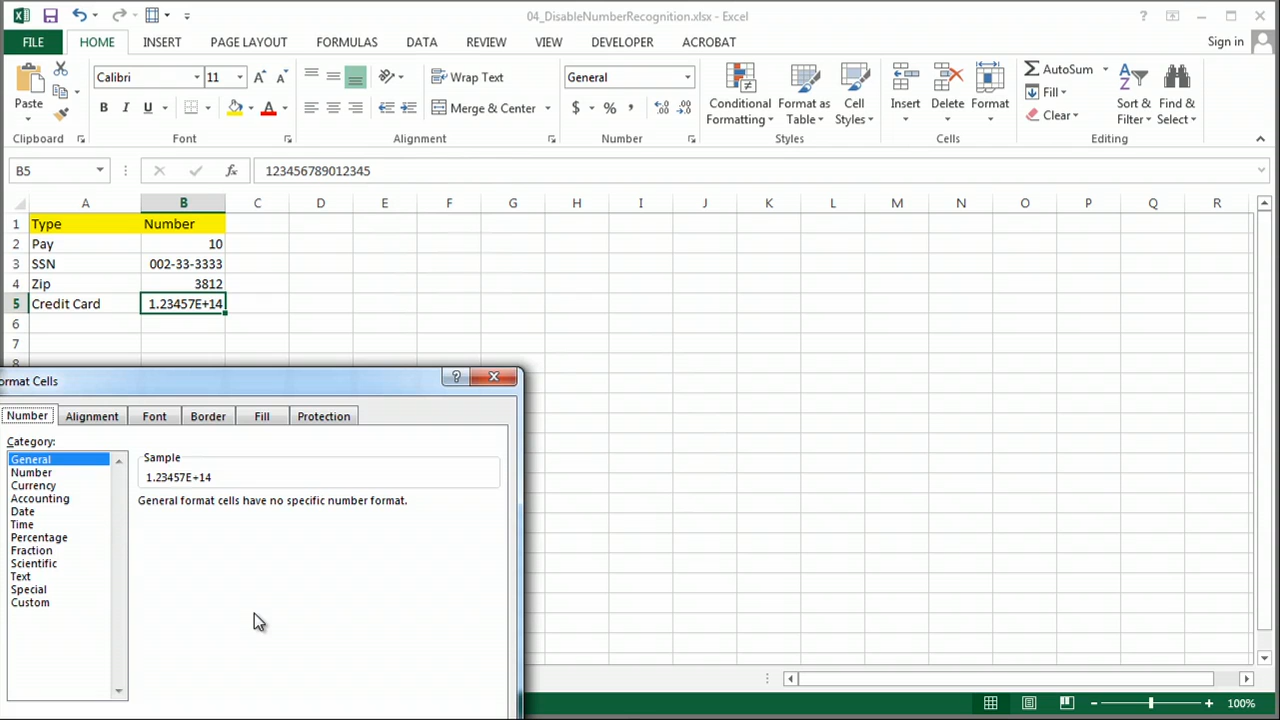 04_DisableNumberRecognition.xlsx - Excel
?
FILE HOME INSERT PAGE LAYOUT FORMULAS DATA REVIEW VIEW DEVELOPER ACROBAT Sign in
Paste
Calibri 11
B I U A
Wrap Text
Merge & Center
General
$ % ,
Conditional Formatting
Format as Table
Cell Styles
Insert
Delete
Format
AutoSum
Fill
Clear
Sort & Filter
Find & Select
Clipboard Font Alignment Number Styles Cells Editing
B5 fx 123456789012345
A B C D E F G H I J K L M N O P Q R
1 Type Number
2 Pay 10
3 SSN 002-33-3333
4 Zip 3812
5 Credit Card 1.23457E+14
6
7
8
ormat Cells ?
Number Alignment Font Border Fill Protection
Category:
General
Number
Currency
Accounting
Date
Time
Percentage
Fraction
Scientific
Text
Special
Custom
Sample
1.23457E+14
General format cells have no specific number format.
100%